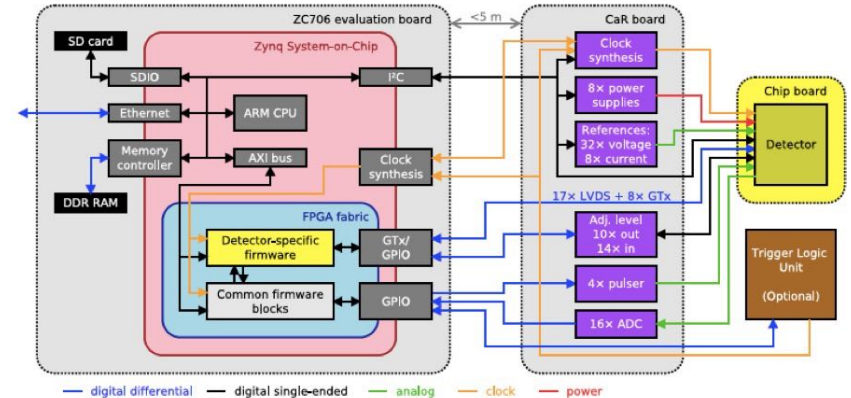 ZC706 evaluation board
<5 m
CaR board
SD card
Zynq System-on-Chip
Clock
synthesis
SDIO
I²C
8× power
supplies
Chip board
Ethernet
ARM CPU
References:
32× voltage
8× current
Detector
Memory
controller
AXI bus
Clock
synthesis
DDR RAM
17× LVDS + 8× GTx
FPGA fabric
Detector-specific
firmware
GTx/
GPIO
Adj. level
10× out
14× in
Trigger Logic
Unit
(Optional)
Common firmware
blocks
GPIO
4× pulser
16× ADC
digital differential
digital single-ended
analog
clock
power